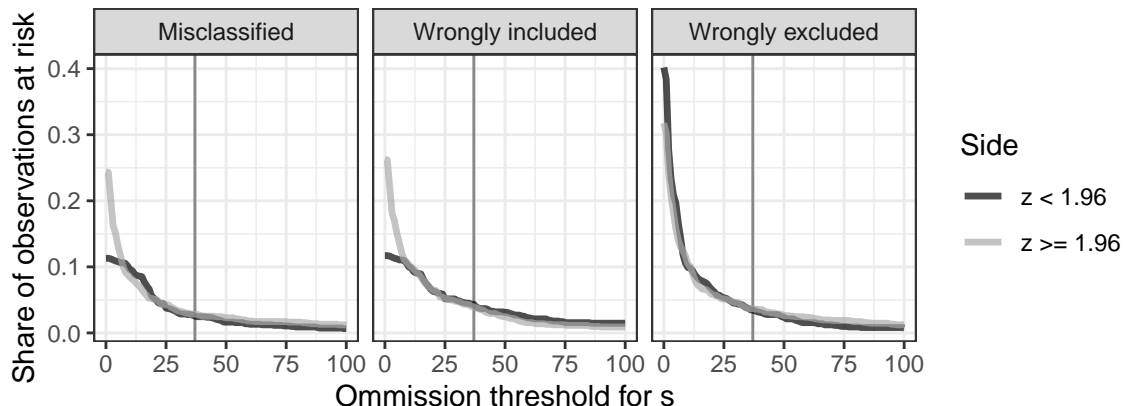 Misclassified
Wrongly included
Wrongly excluded
Share of observations at risk
0.4
0.3
0.2
0.1
0.0
0 25 50 75 100 0 25 50 75 100 0 25 50 75 100
Ommission threshold for s
Side
z < 1.96
z >= 1.96